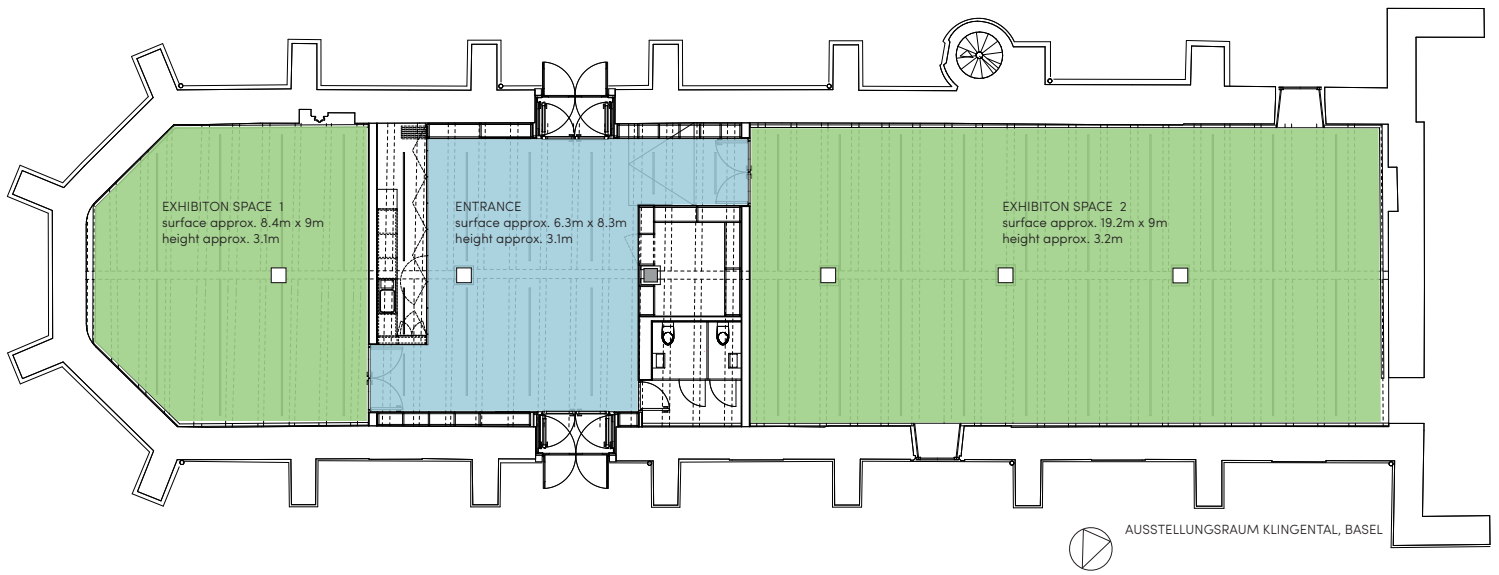 EXHIBITON SPACE 1
surface approx. 8.4m x 9m
height approx. 3.1m
ENTRANCE
surface approx. 6.3m x 8.3m
height approx. 3.1m
EXHIBITON SPACE 2
surface approx. 19.2m x 9m
height approx. 3.2m
AUSSTELLUNGSRAUM KLINGENTAL, BASEL